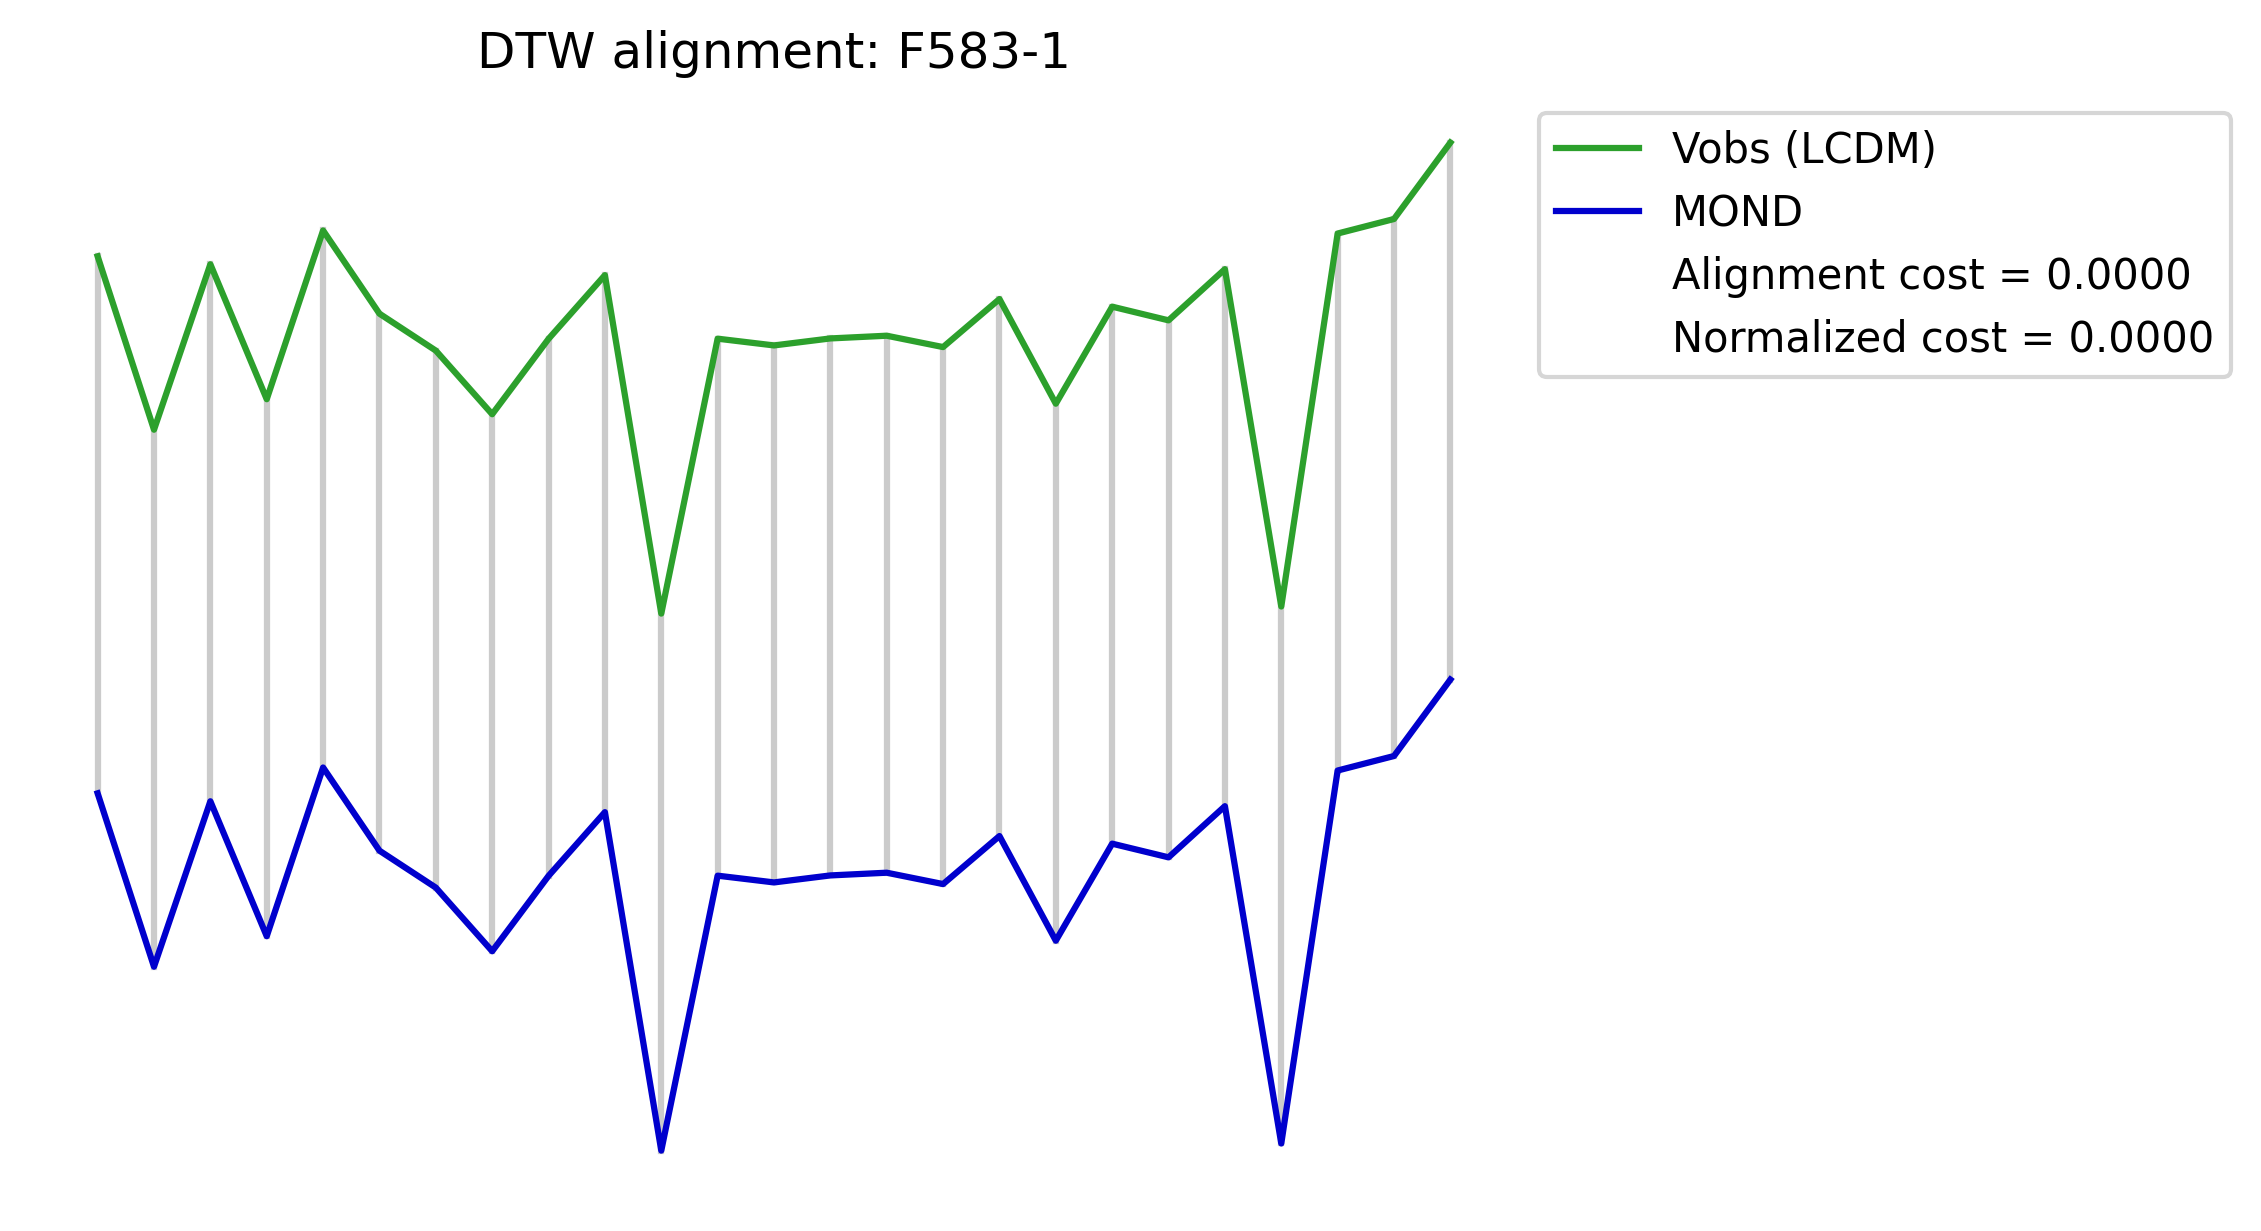 DTW alignment: F583-1
Vobs (LCDM)
MOND
Alignment cost = 0.0000
Normalized cost = 0.0000